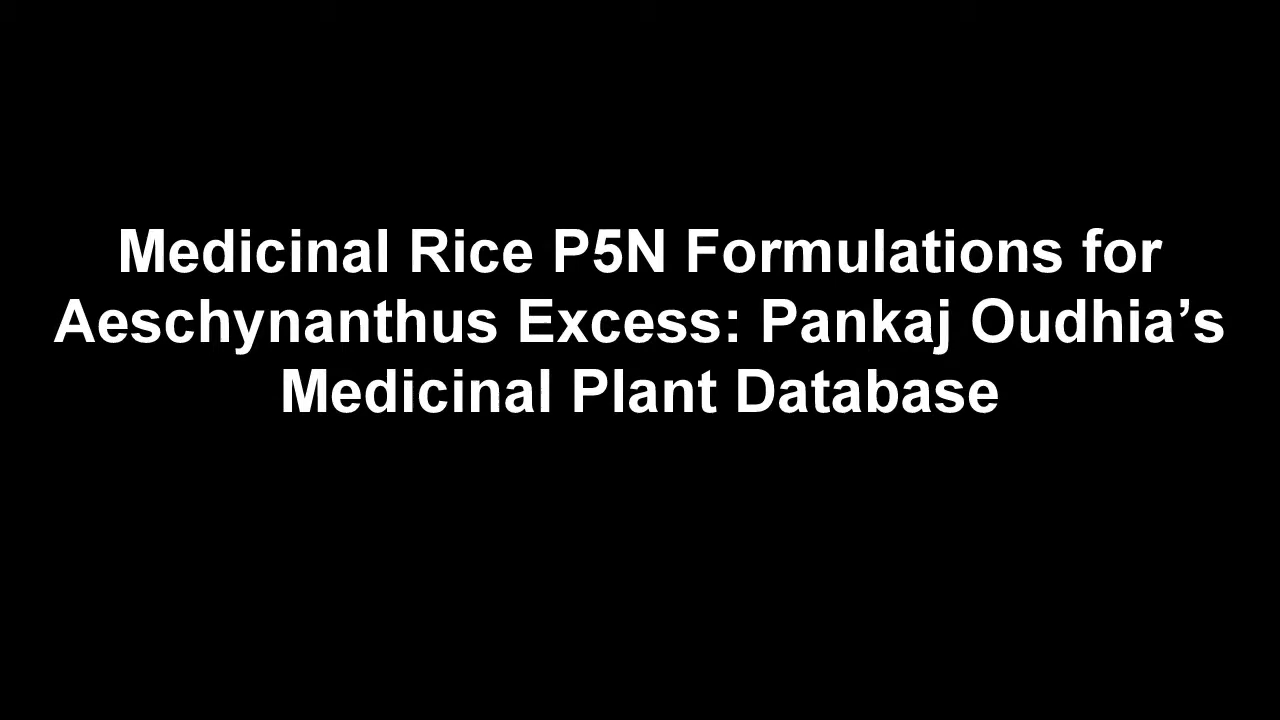 Medicinal Rice P5N Formulations for
Aeschynanthus Excess: Pankaj Oudhia’s
Medicinal Plant Database